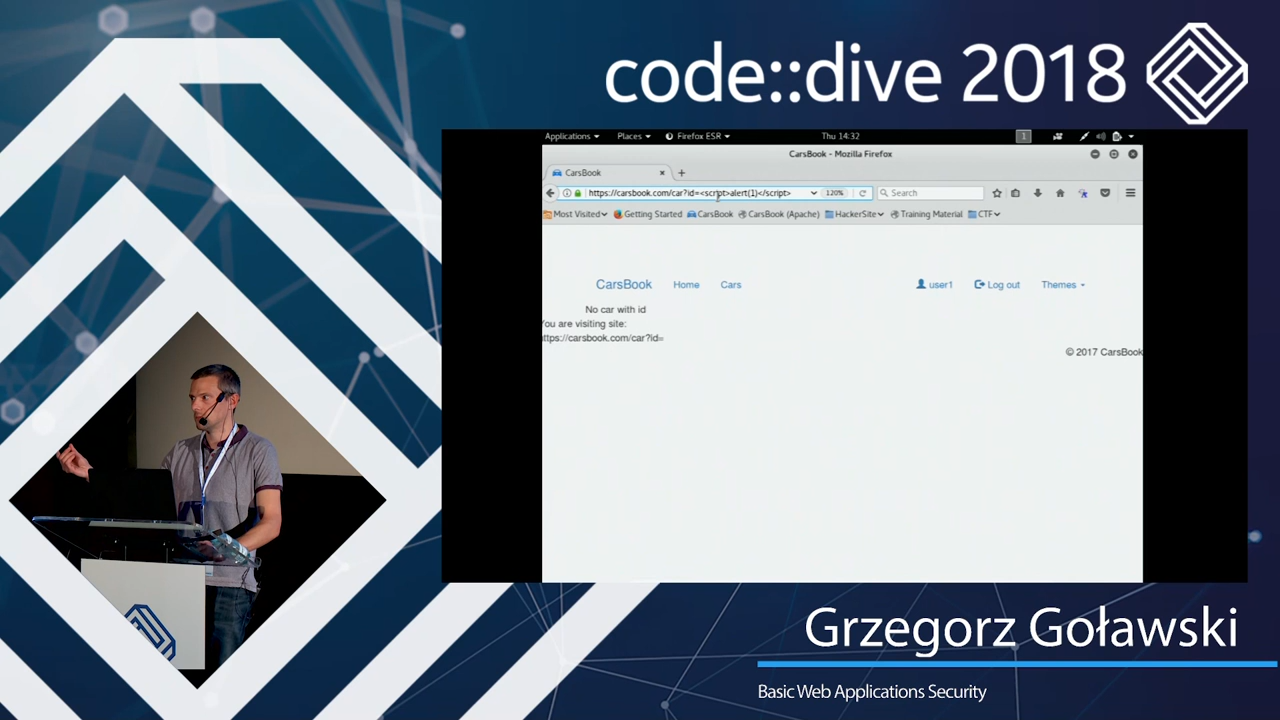 code::dive 2018
Applications Places Firefox ESR Thu 14:32 1
CarsBook - Mozilla Firefox
CarsBook
https://carsbook.com/car?id=<script>alert(1)</script> 120% Search
Most Visited Getting Started CarsBook CarsBook (Apache) HackerSite Training Material CTF
CarsBook Home Cars user1 Log out Themes
No car with id
You are visiting site:
https://carsbook.com/car?id=
© 2017 CarsBook
Grzegorz Goławski
Basic Web Applications Security